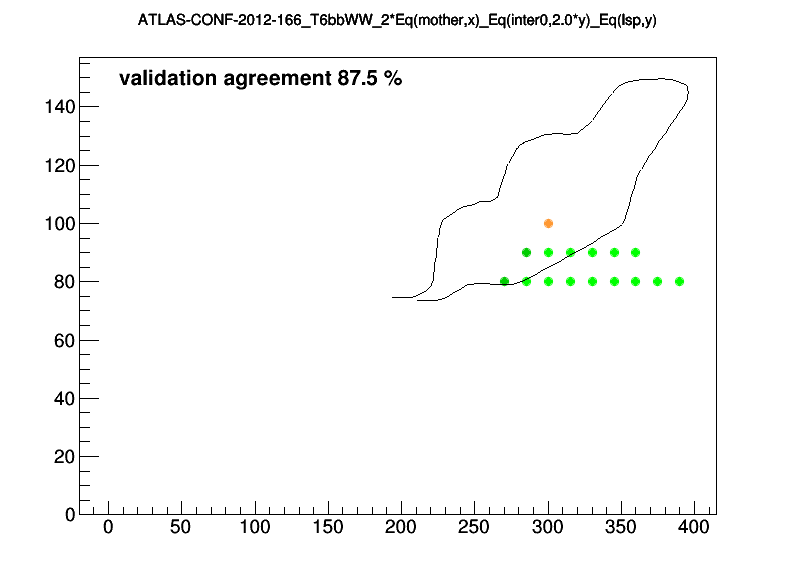 ATLAS-CONF-2012-166_T6bbWW_2*Eq(mother,x)_Eq(inter0,2.0*y)_Eq(lsp,y)
validation agreement 87.5 %
140
120
100
80
60
40
20
0
0 50 100 150 200 250 300 350 400